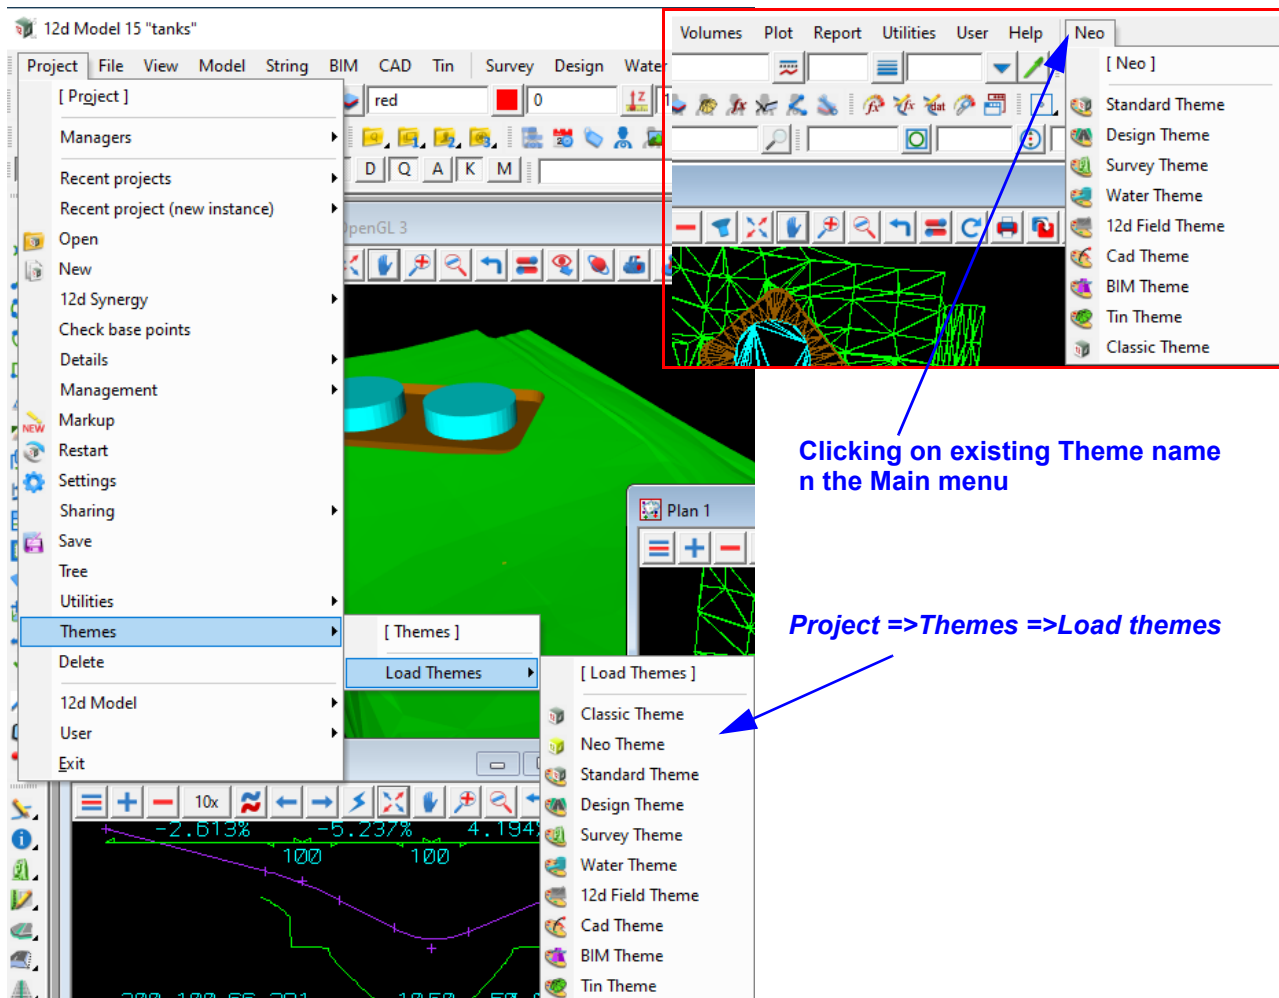 12d Model 15 "tanks"
Project File View Model String BIM CAD Tin Survey Design Water
red 0
D Q A K M
[ Project ]
Managers
Recent projects
Recent project (new instance)
Open
New
12d Synergy
Check base points
Details
Management
Markup
NEW
Restart
Settings
Sharing
Save
Tree
Utilities
Themes
Delete
12d Model
User
Exit
[ Themes ]
Load Themes
[ Load Themes ]
Classic Theme
Neo Theme
Standard Theme
Design Theme
Survey Theme
Water Theme
12d Field Theme
Cad Theme
BIM Theme
Tin Theme
OpenGL 3
Plan 1
10x
-2.613% -5.237% 4.194%
100 100
Volumes Plot Report Utilities User Help Neo
[ Neo ]
Standard Theme
Design Theme
Survey Theme
Water Theme
12d Field Theme
Cad Theme
BIM Theme
Tin Theme
Classic Theme
Clicking on existing Theme name
n the Main menu
Project =>Themes =>Load themes